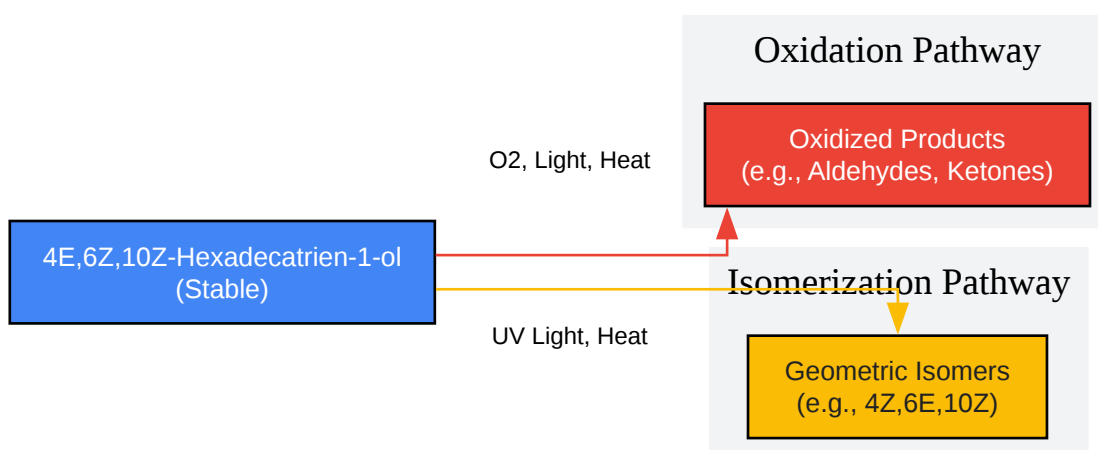 Oxidation Pathway
Oxidized Products
(e.g., Aldehydes, Ketones)
O2, Light, Heat
4E,6Z,10Z-Hexadecatrien-1-ol
(Stable)
Isomerization Pathway
UV Light, Heat
Geometric Isomers
(e.g., 4Z,6E,10Z)